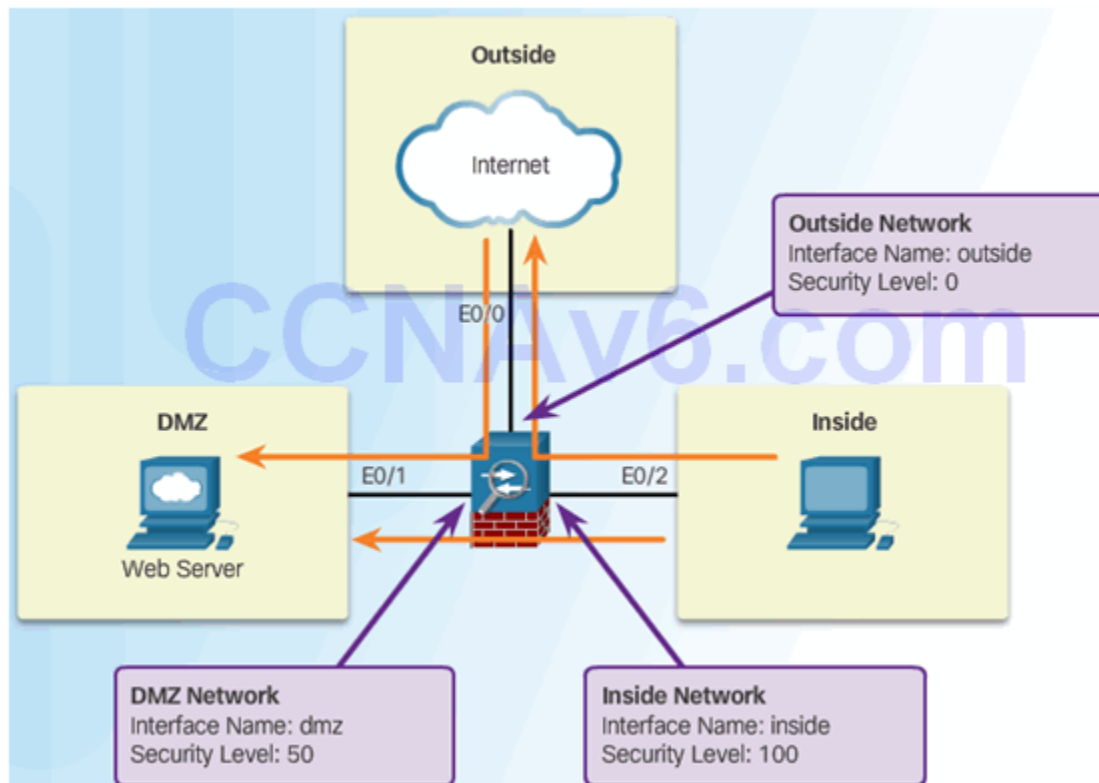 Outside
Internet
Outside Network
Interface Name: outside
Security Level: 0
E0/0
CCNAv6.com
DMZ
Inside
E0/1
E0/2
Web Server
DMZ Network
Interface Name: dmz
Security Level: 50
Inside Network
Interface Name: inside
Security Level: 100